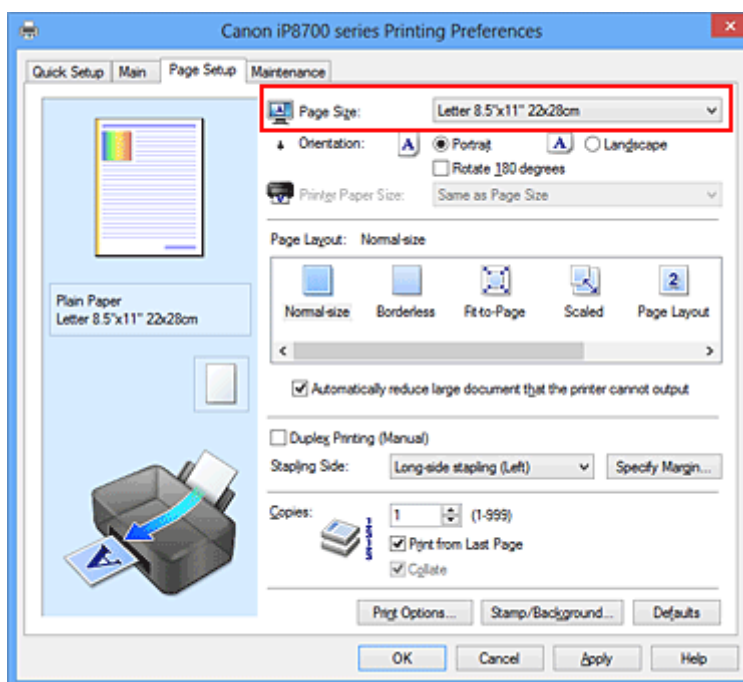 Canon iP8700 series Printing Preferences
Quick Setup Main Page Setup Maintenance
Page Size: Letter 8.5"x11" 22x28cm
Orientation: A Portrait A Landscape
Rotate 180 degrees
Printer Paper Size: Same as Page Size
Page Layout: Normal-size
2
Normal-size Borderless Fit-to-Page Scaled Page Layout
Plain Paper
Letter 8.5"x11" 22x28cm
Automatically reduce large document that the printer cannot output
Duplex Printing (Manual)
Stapling Side: Long-side stapling (Left) Specify Margin...
Copies: 1 (1-999)
Print from Last Page
Collate
A
Print Options... Stamp/Background... Defaults
OK Cancel Apply Help